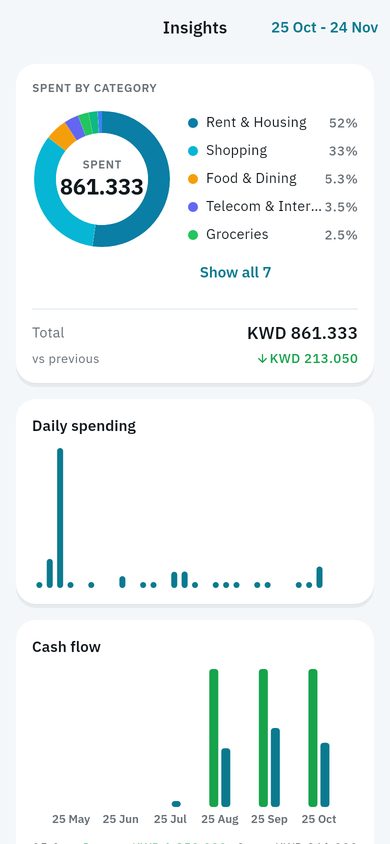 Insights 25 Oct - 24 Nov
SPENT BY CATEGORY
SPENT
861.333
Rent & Housing 52%
Shopping 33%
Food & Dining 5.3%
Telecom & Inter... 3.5%
Groceries 2.5%
Show all 7
Total KWD 861.333
vs previous ↓KWD 213.050
Daily spending
Cash flow
25 May 25 Jun 25 Jul 25 Aug 25 Sep 25 Oct